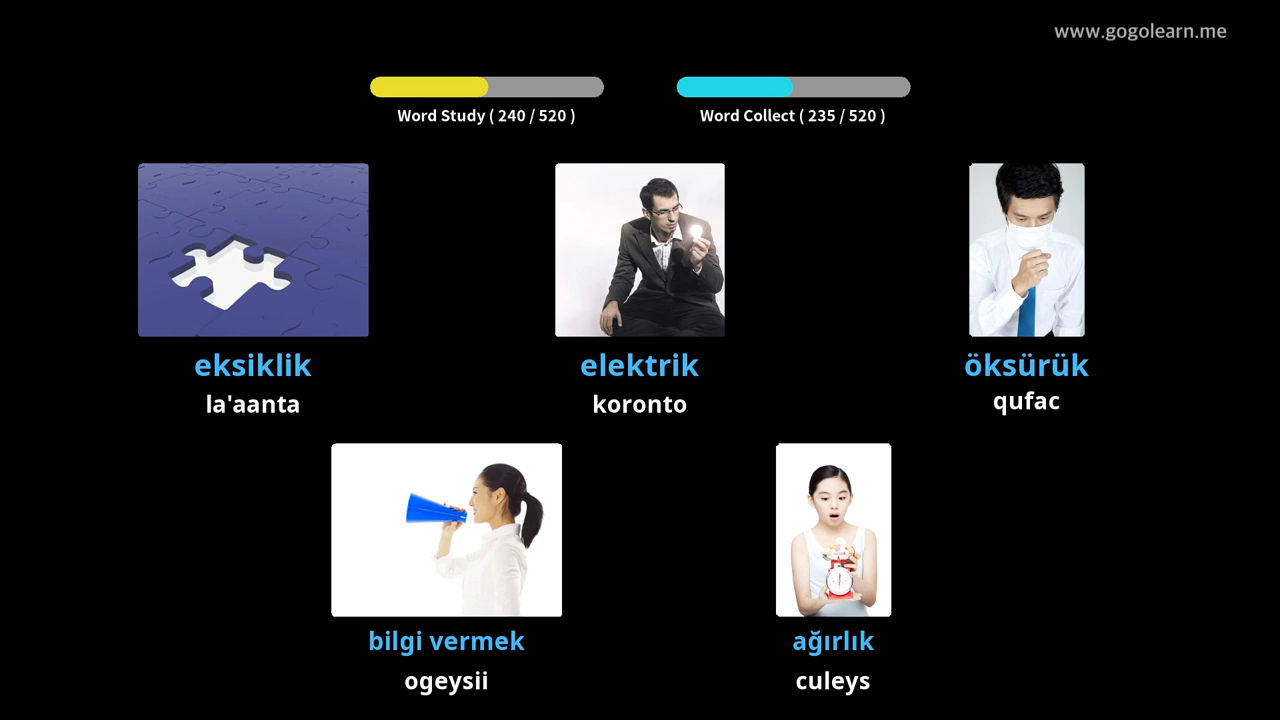 www.gogolearn.me
Word Study ( 240 / 520 )
Word Collect ( 235 / 520 )
eksiklik
la'aanta
elektrik
koronto
öksürük
qufac
bilgi vermek
ogeysii
ağırlık
culeys